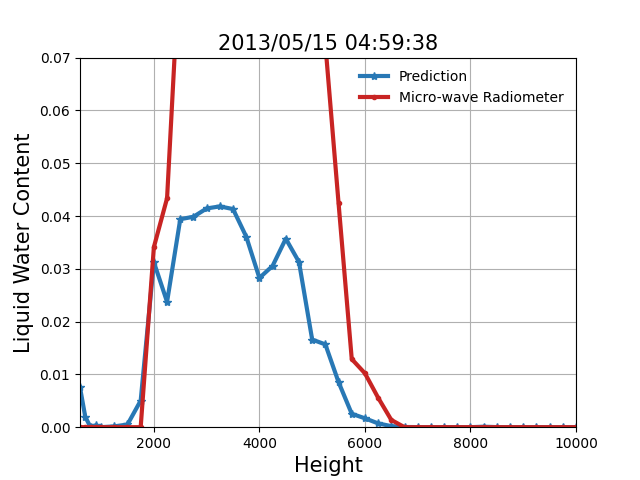 2013/05/15 04:59:38
Prediction
Micro-wave Radiometer
Liquid Water Content
0.07
0.06
0.05
0.04
0.03
0.02
0.01
0.00
2000 4000 6000 8000 10000
Height